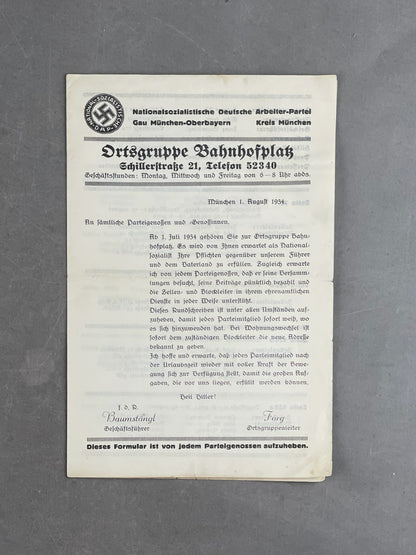 NATIONAL-SOZIALISTISCHE D.A.P.
Nationalsozialistische Deutsche Arbeiter-Partei
Gau München-Oberbayern Kreis München
Ortsgruppe Bahnhofplatz
Schillerstraße 21, Telefon 52340
Geschäftsstunden: Montag, Mittwoch und Freitag von 6–8 Uhr abds.
München 1. August 1934.
An sämtliche Parteigenossen und -Genossinnen.
Ab 1. Juli 1934 gehören Sie zur Ortsgruppe Bahn-
hofplatz. Es wird von Ihnen erwartet als National-
sozialist Ihre Pflichten gegenüber unserem Führer
und dem Vaterland zu erfüllen. Zugleich erwarte
ich von jedem Parteigenossen, daß er seine Versamm-
lungen besucht, seine Beiträge pünktlich bezahlt und
die Zellen- und Blockleiter in ihrem ehrenamtlichen
Dienste in jeder Weise unterstützt.
Dieses Rundschreiben ist unter allen Umständen auf-
zuheben, damit jedes Parteimitglied sofort weiß, wo
es sich hinzuwenden hat. Bei Wohnungswechsel ist
sofort dem zuständigen Blockleiter die neue Adresse
bekannt zu geben.
Ich hoffe und erwarte, daß jedes Parteimitglied nach
der Urlaubszeit wieder mit voller Kraft der Bewe-
gung sich zur Verfügung stellt, damit die großen Auf-
gaben, die vor uns liegen, erfüllt werden können.
Heil Hitler!
I. d. R.
Baumstängl Färg
Geschäftsführer Ortsgruppenleiter
Dieses Formular ist von jedem Parteigenossen aufzuheben.